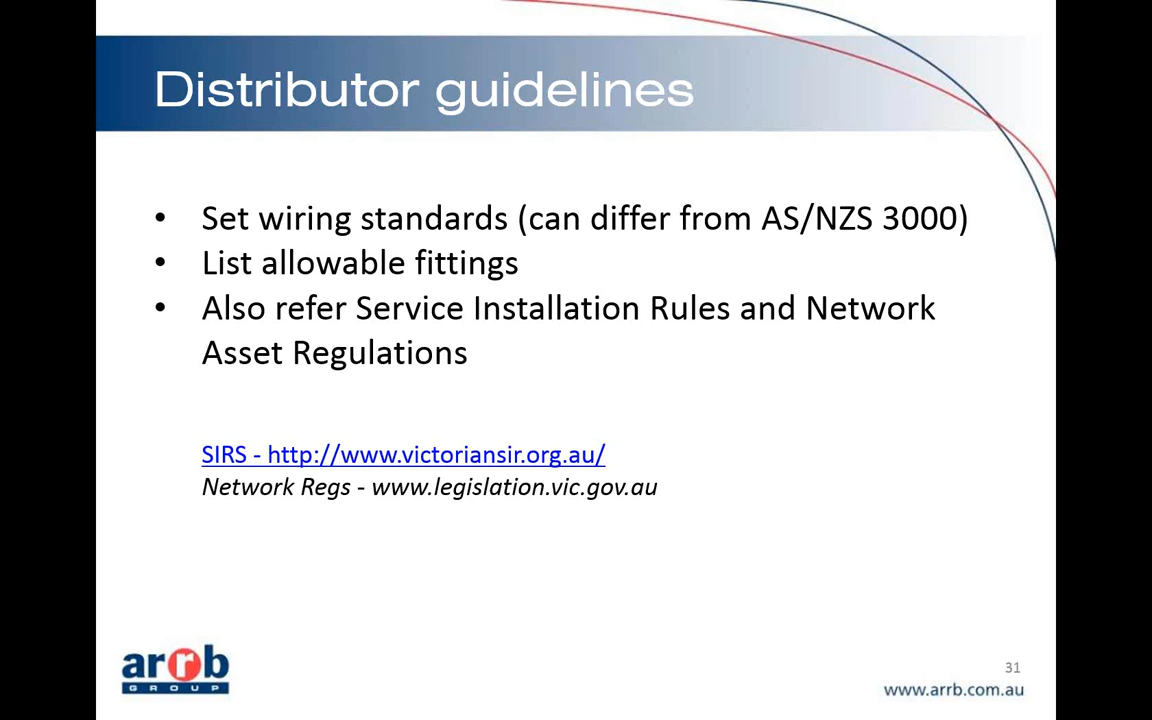 Distributor guidelines
• Set wiring standards (can differ from AS/NZS 3000)
• List allowable fittings
• Also refer Service Installation Rules and Network
Asset Regulations
SIRS - http://www.victoriansir.org.au/
Network Regs - www.legislation.vic.gov.au
arrb
GROUP
31
www.arrb.com.au